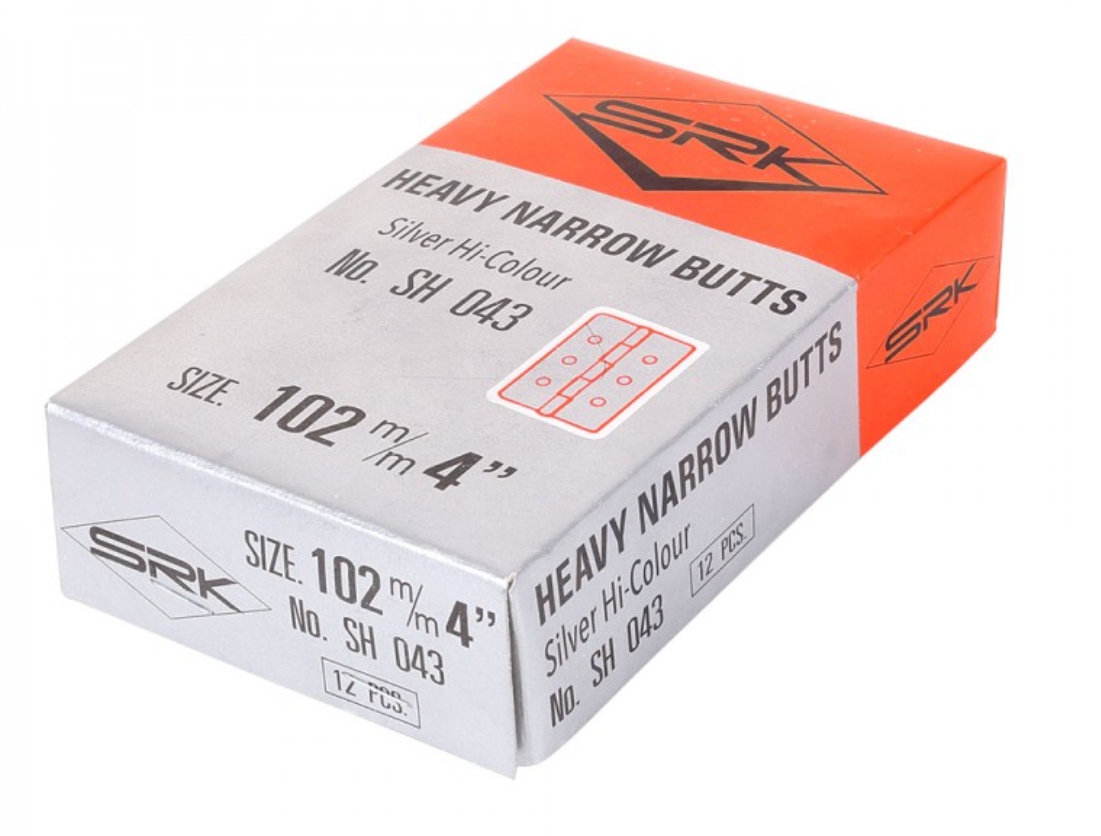 SRK
HEAVY NARROW BUTTS
Silver Hi-Colour
No. SH 043
SIZE. 102 m/m 4”
SRK
SIZE. 102 m/m 4”
No. SH 043
12 PCS.
SRK
HEAVY NARROW BUTTS
Silver Hi-Colour
12 PCS.
No. SH 043